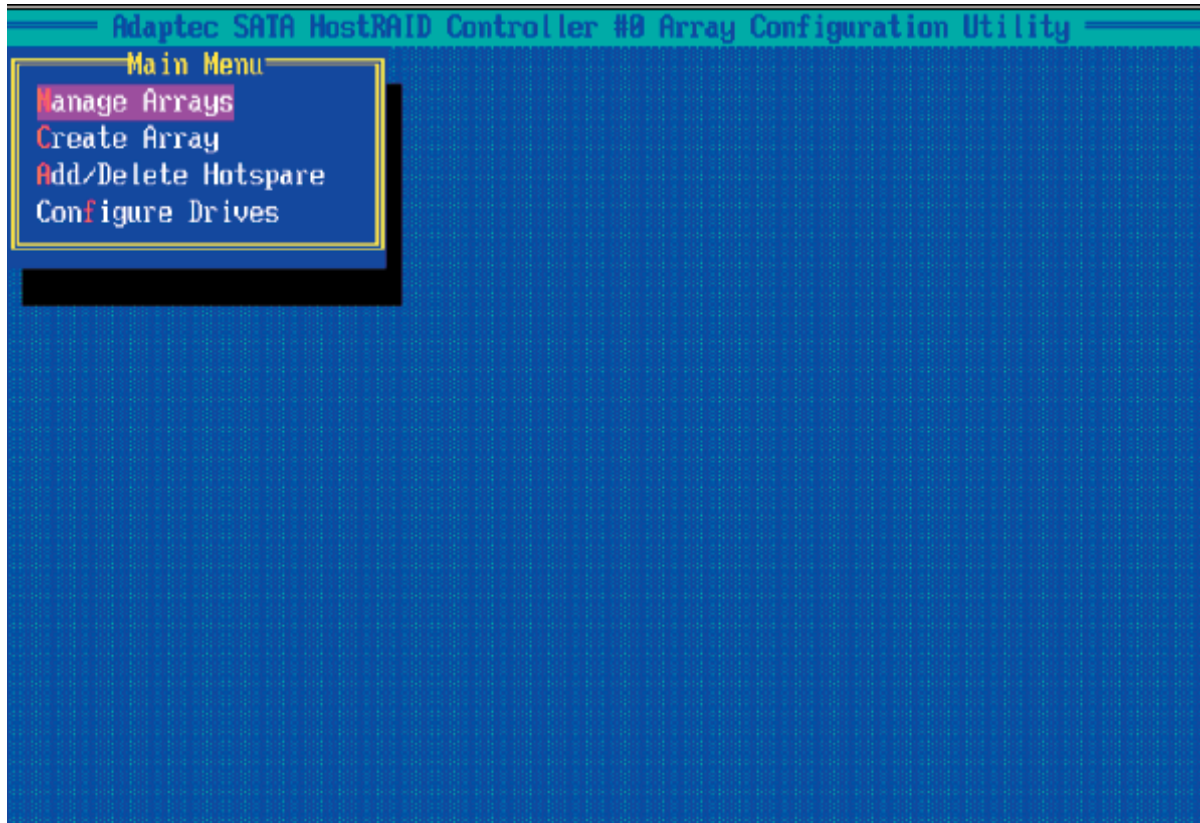 Adaptec SATA HostRAID Controller #0 Array Configuration Utility
Main Menu
Manage Arrays
Create Array
Add/Delete Hotspare
Configure Drives